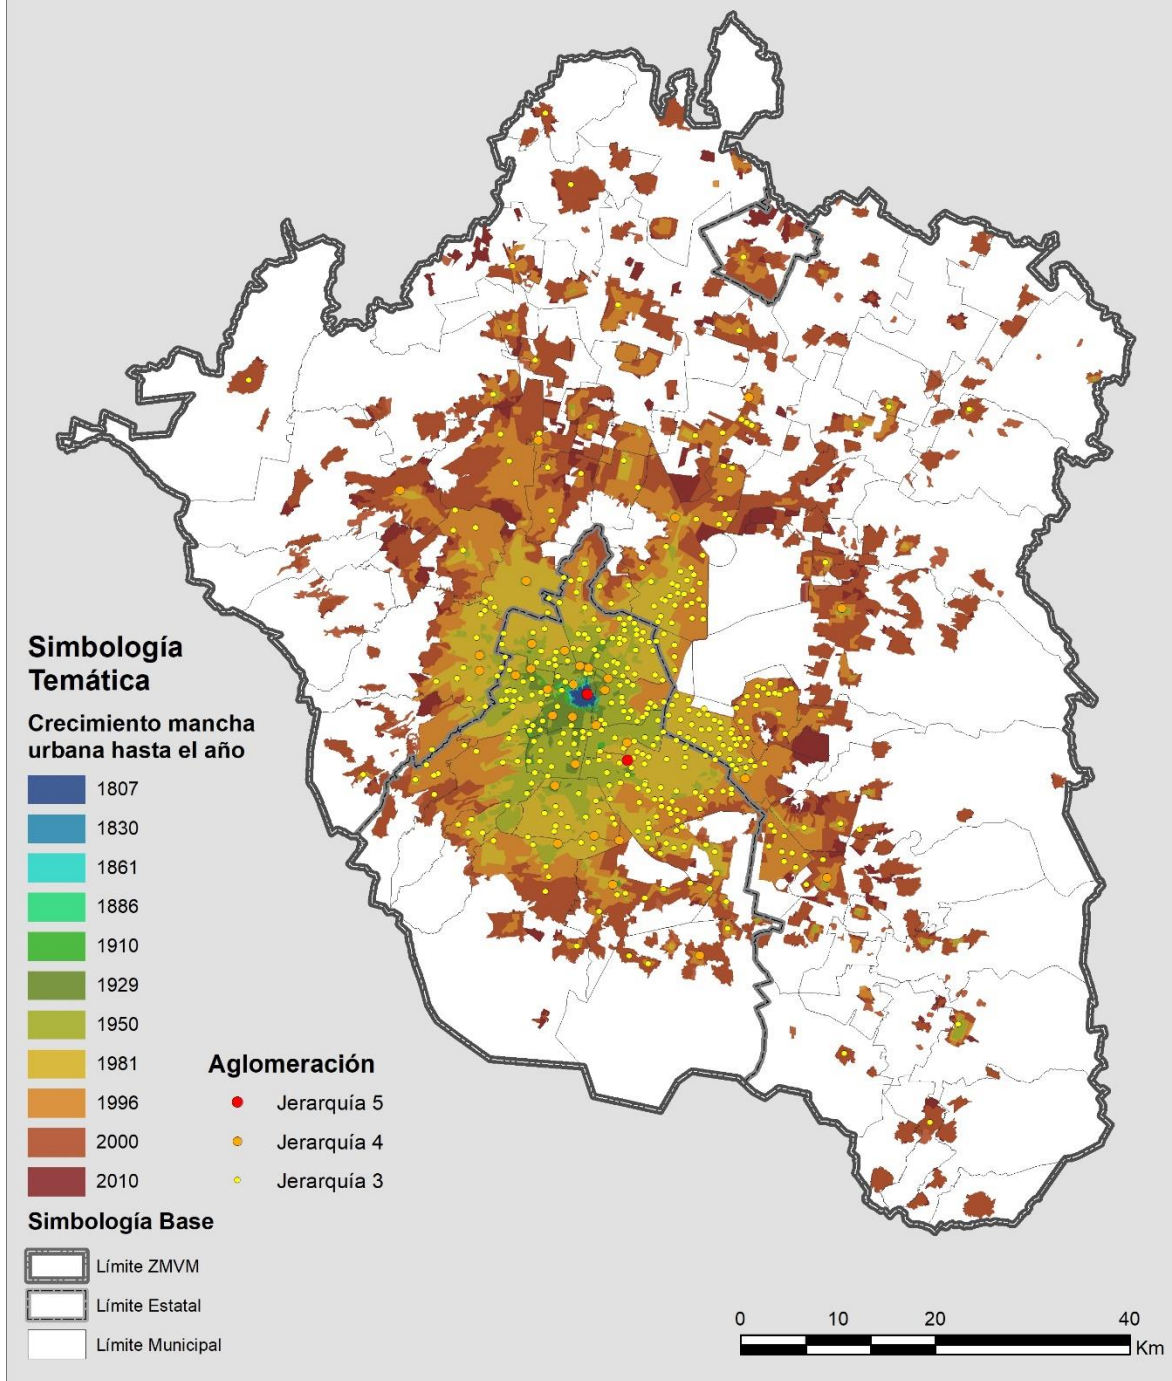 Simbología
Temática
Crecimiento mancha
urbana hasta el año
1807
1830
1861
1886
1910
1929
1950
1981
1996
2000
2010
Aglomeración
Jerarquía 5
Jerarquía 4
Jerarquía 3
Simbología Base
Límite ZMVM
Límite Estatal
Límite Municipal
0 10 20 40
Km